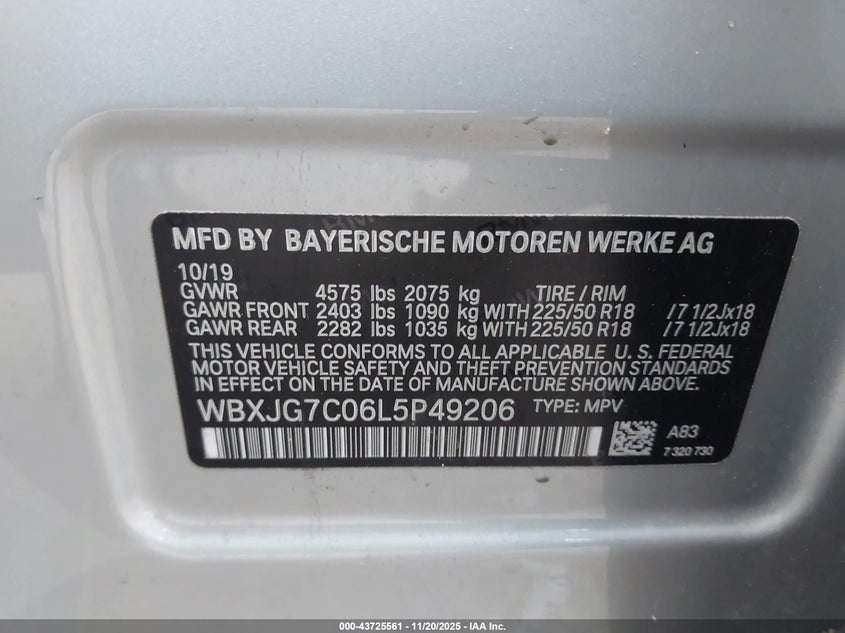 MFD BY BAYERISCHE MOTOREN WERKE AG
10/19
GVWR 4575 lbs 2075 kg TIRE / RIM
GAWR FRONT 2403 lbs 1090 kg WITH 225/50 R18 / 7 1/2Jx18
GAWR REAR 2282 lbs 1035 kg WITH 225/50 R18 / 7 1/2Jx18
THIS VEHICLE CONFORMS TO ALL APPLICABLE U. S. FEDERAL
MOTOR VEHICLE SAFETY AND THEFT PREVENTION STANDARDS
IN EFFECT ON THE DATE OF MANUFACTURE SHOWN ABOVE.
WBXJG7C06L5P49206 TYPE: MPV
A83
7 320 730
000-43725561 - 11/20/2025 - IAA Inc.